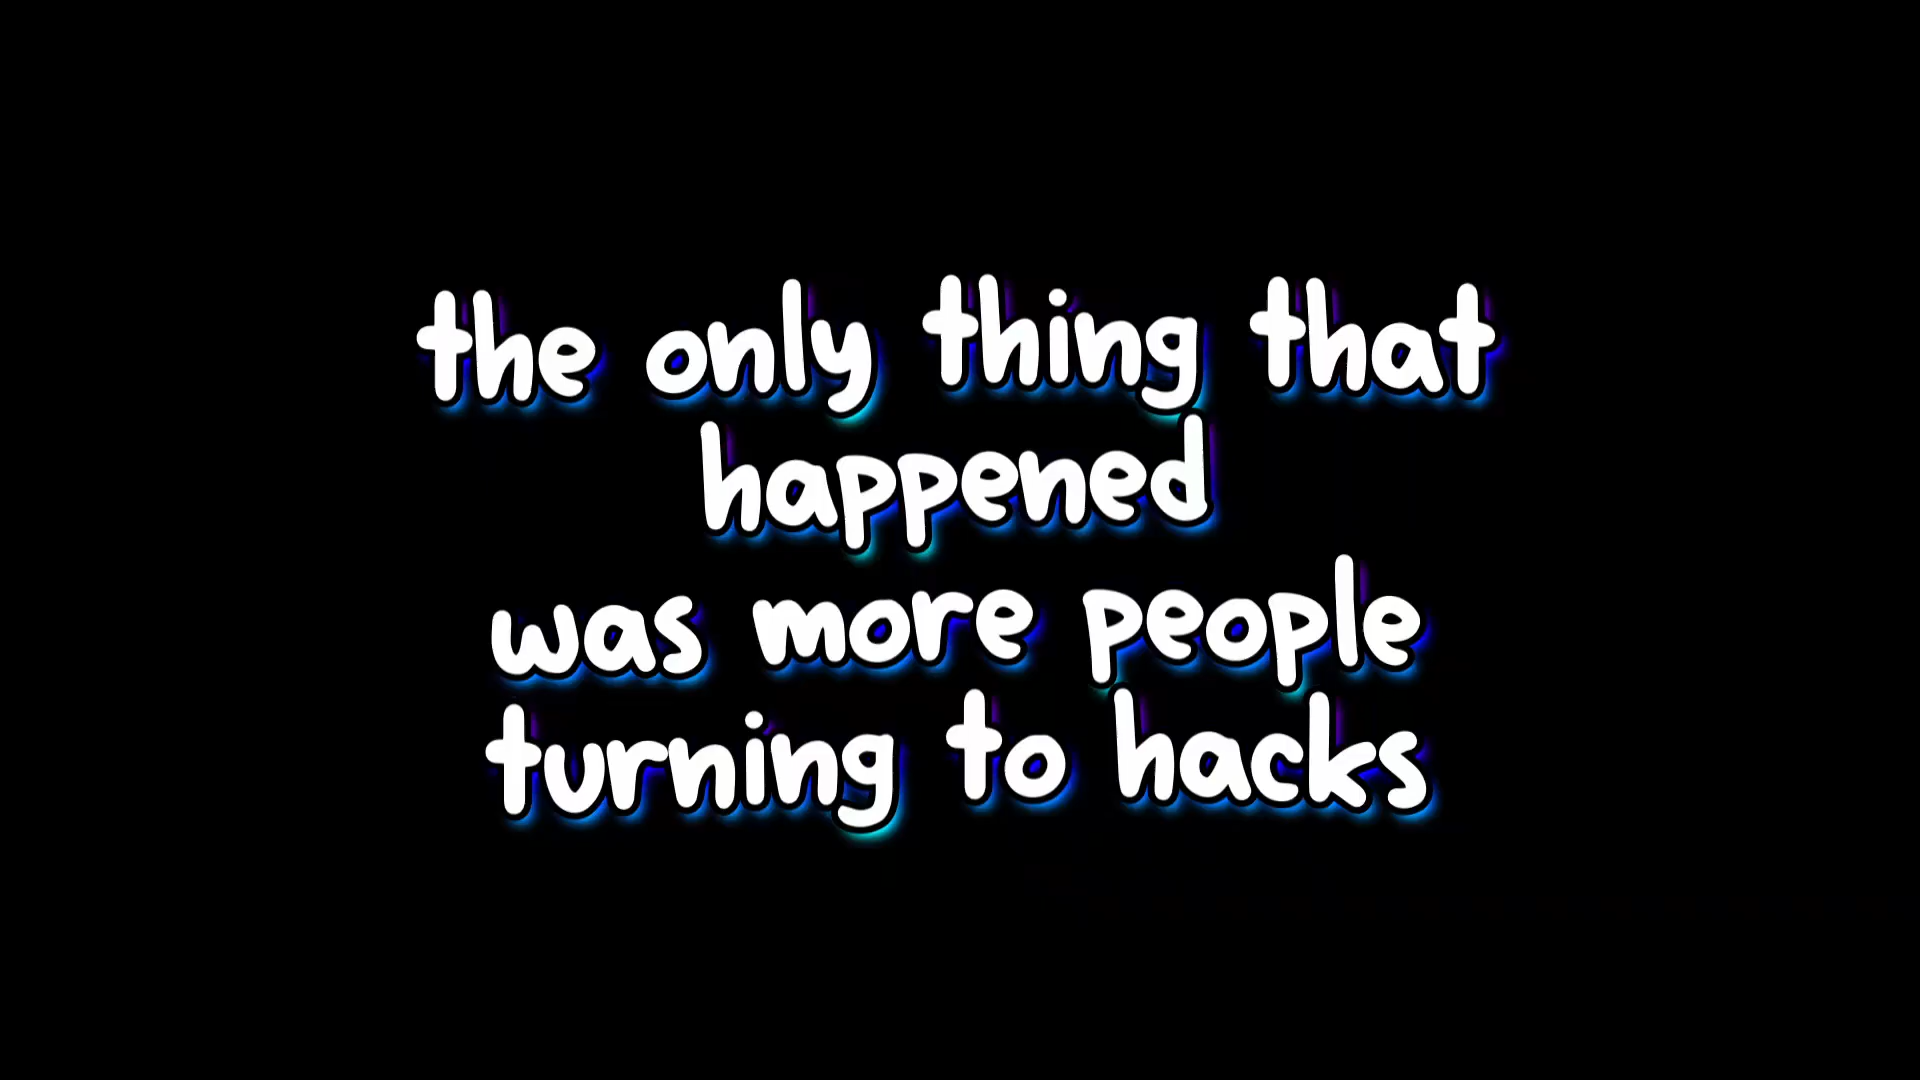 the only thing that
happened
was more people
turning to hacks